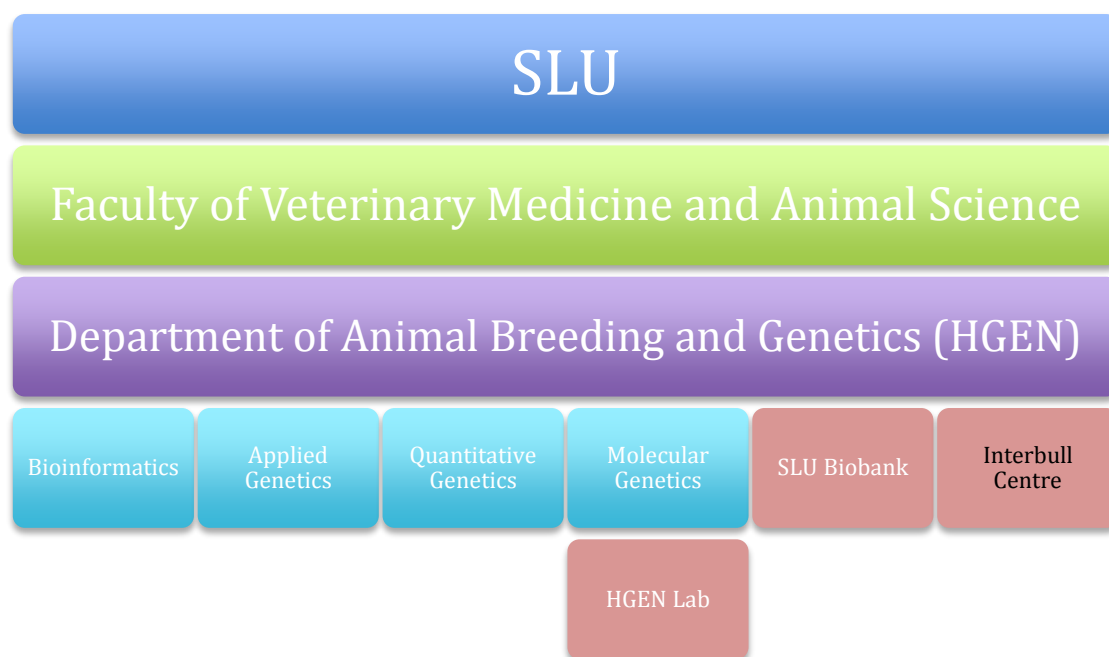 SLU
Faculty of Veterinary Medicine and Animal Science
Department of Animal Breeding and Genetics (HGEN)
Bioinformatics
Applied
Genetics
Quantitative
Genetics
Molecular
Genetics
SLU Biobank
Interbull
Centre
HGEN Lab